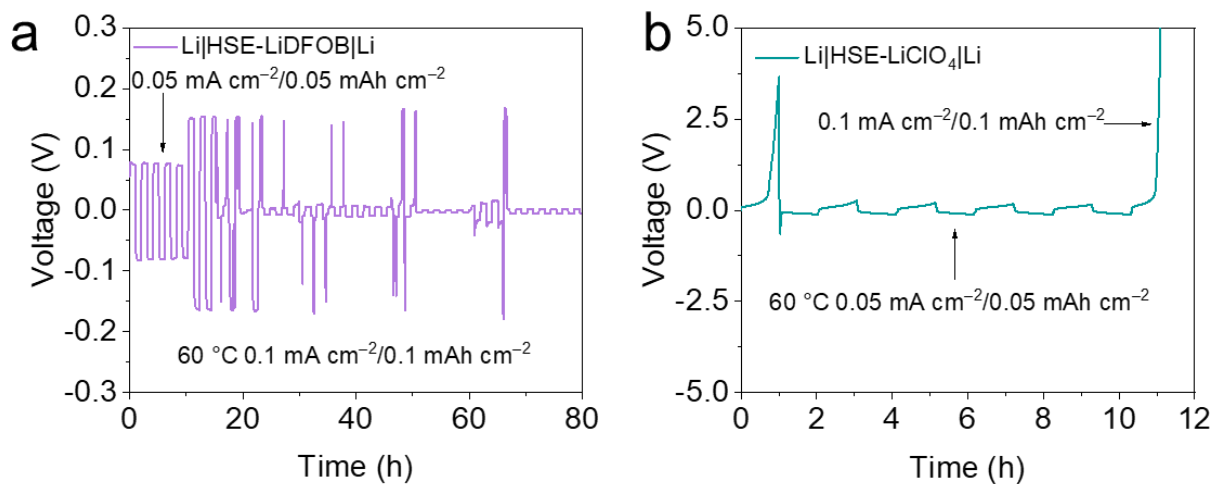 a
Li|HSE-LiDFOB|Li
0.05 mA cm⁻²/0.05 mAh cm⁻²
60 °C 0.1 mA cm⁻²/0.1 mAh cm⁻²
Voltage (V)
0.3
0.2
0.1
0.0
-0.1
-0.2
-0.3
0 20 40 60 80
Time (h)
b
Li|HSE-LiClO₄|Li
0.1 mA cm⁻²/0.1 mAh cm⁻²
60 °C 0.05 mA cm⁻²/0.05 mAh cm⁻²
Voltage (V)
5.0
2.5
0.0
-2.5
-5.0
0 2 4 6 8 10 12
Time (h)